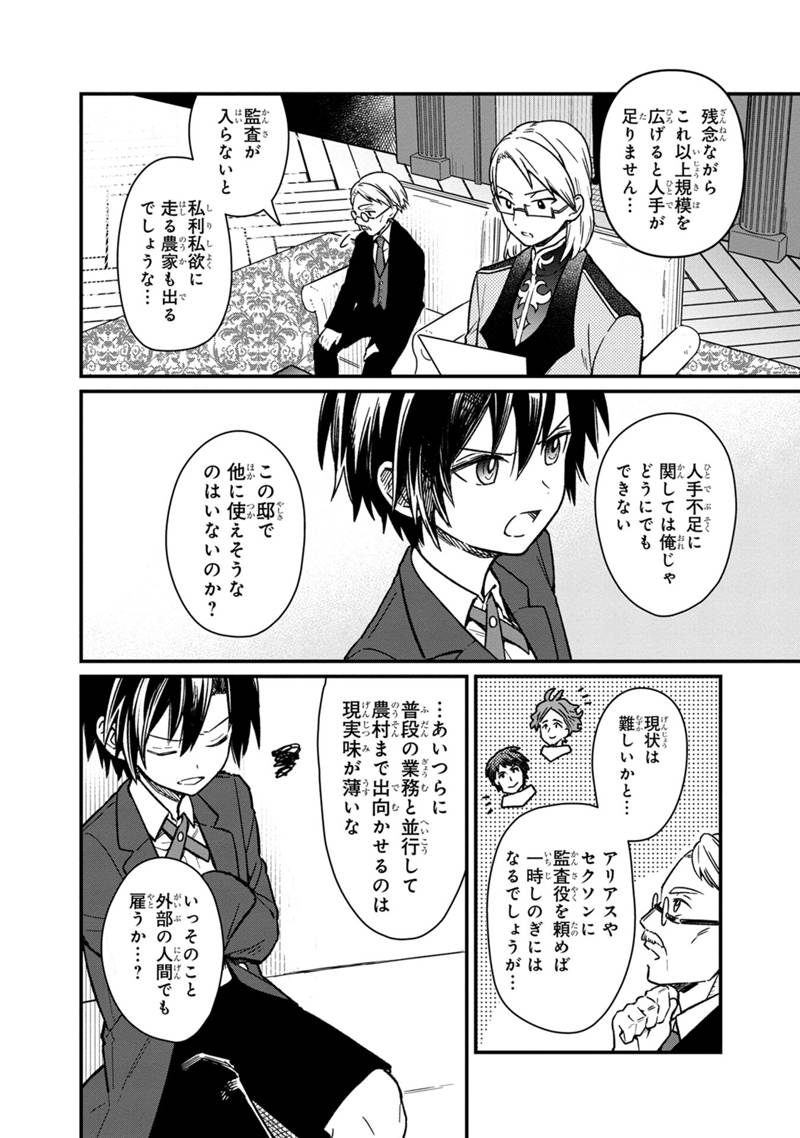 残念ながら
これ以上規模を
広げると人手が
足りません…
監査が
入らないと
私利私欲に
走る農家も出る
でしょうな…
人手不足に
関しては俺じゃ
どうにでも
できない
この邸で
他に使えそうな
のはいないのか？
現状は
難しいかと…
アリアスや
セクソンに
監査役を頼めば
一時しのぎには
なるでしょうが…
…あいつらに
普段の業務と並行して
農村まで出向かせるのは
現実味が薄いな
いっそのこと
外部の人間でも
雇うか…？